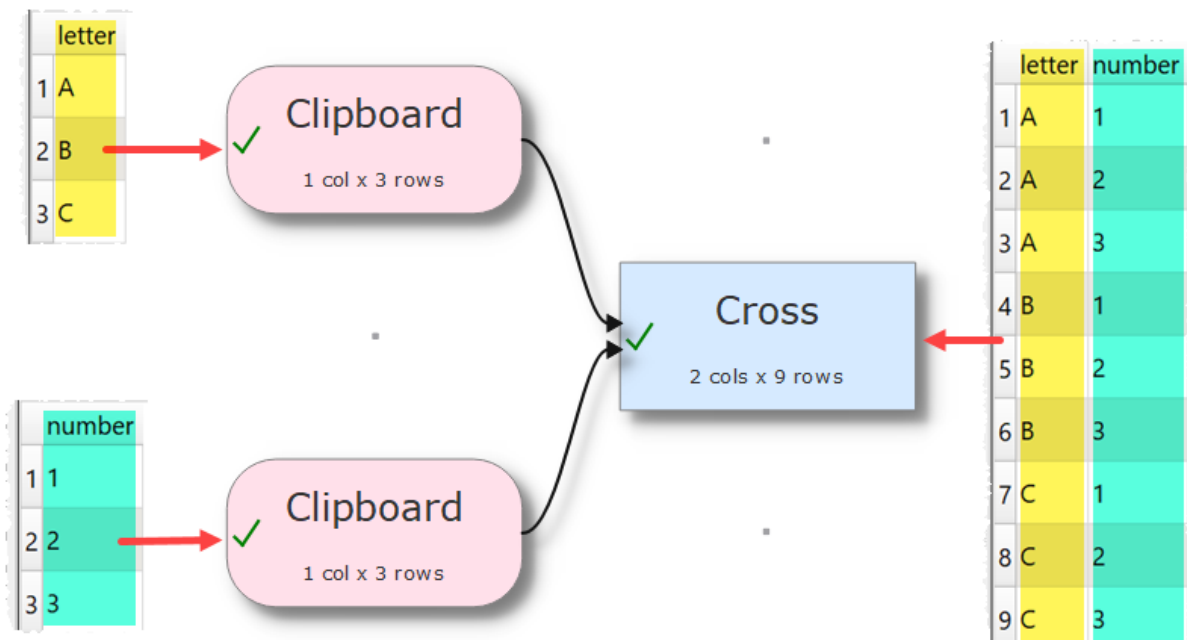 letter
1 A
2 B
3 C
Clipboard
1 col x 3 rows
number
1 1
2 2
3 3
Clipboard
1 col x 3 rows
Cross
2 cols x 9 rows
letter number
1 A 1
2 A 2
3 A 3
4 B 1
5 B 2
6 B 3
7 C 1
8 C 2
9 C 3